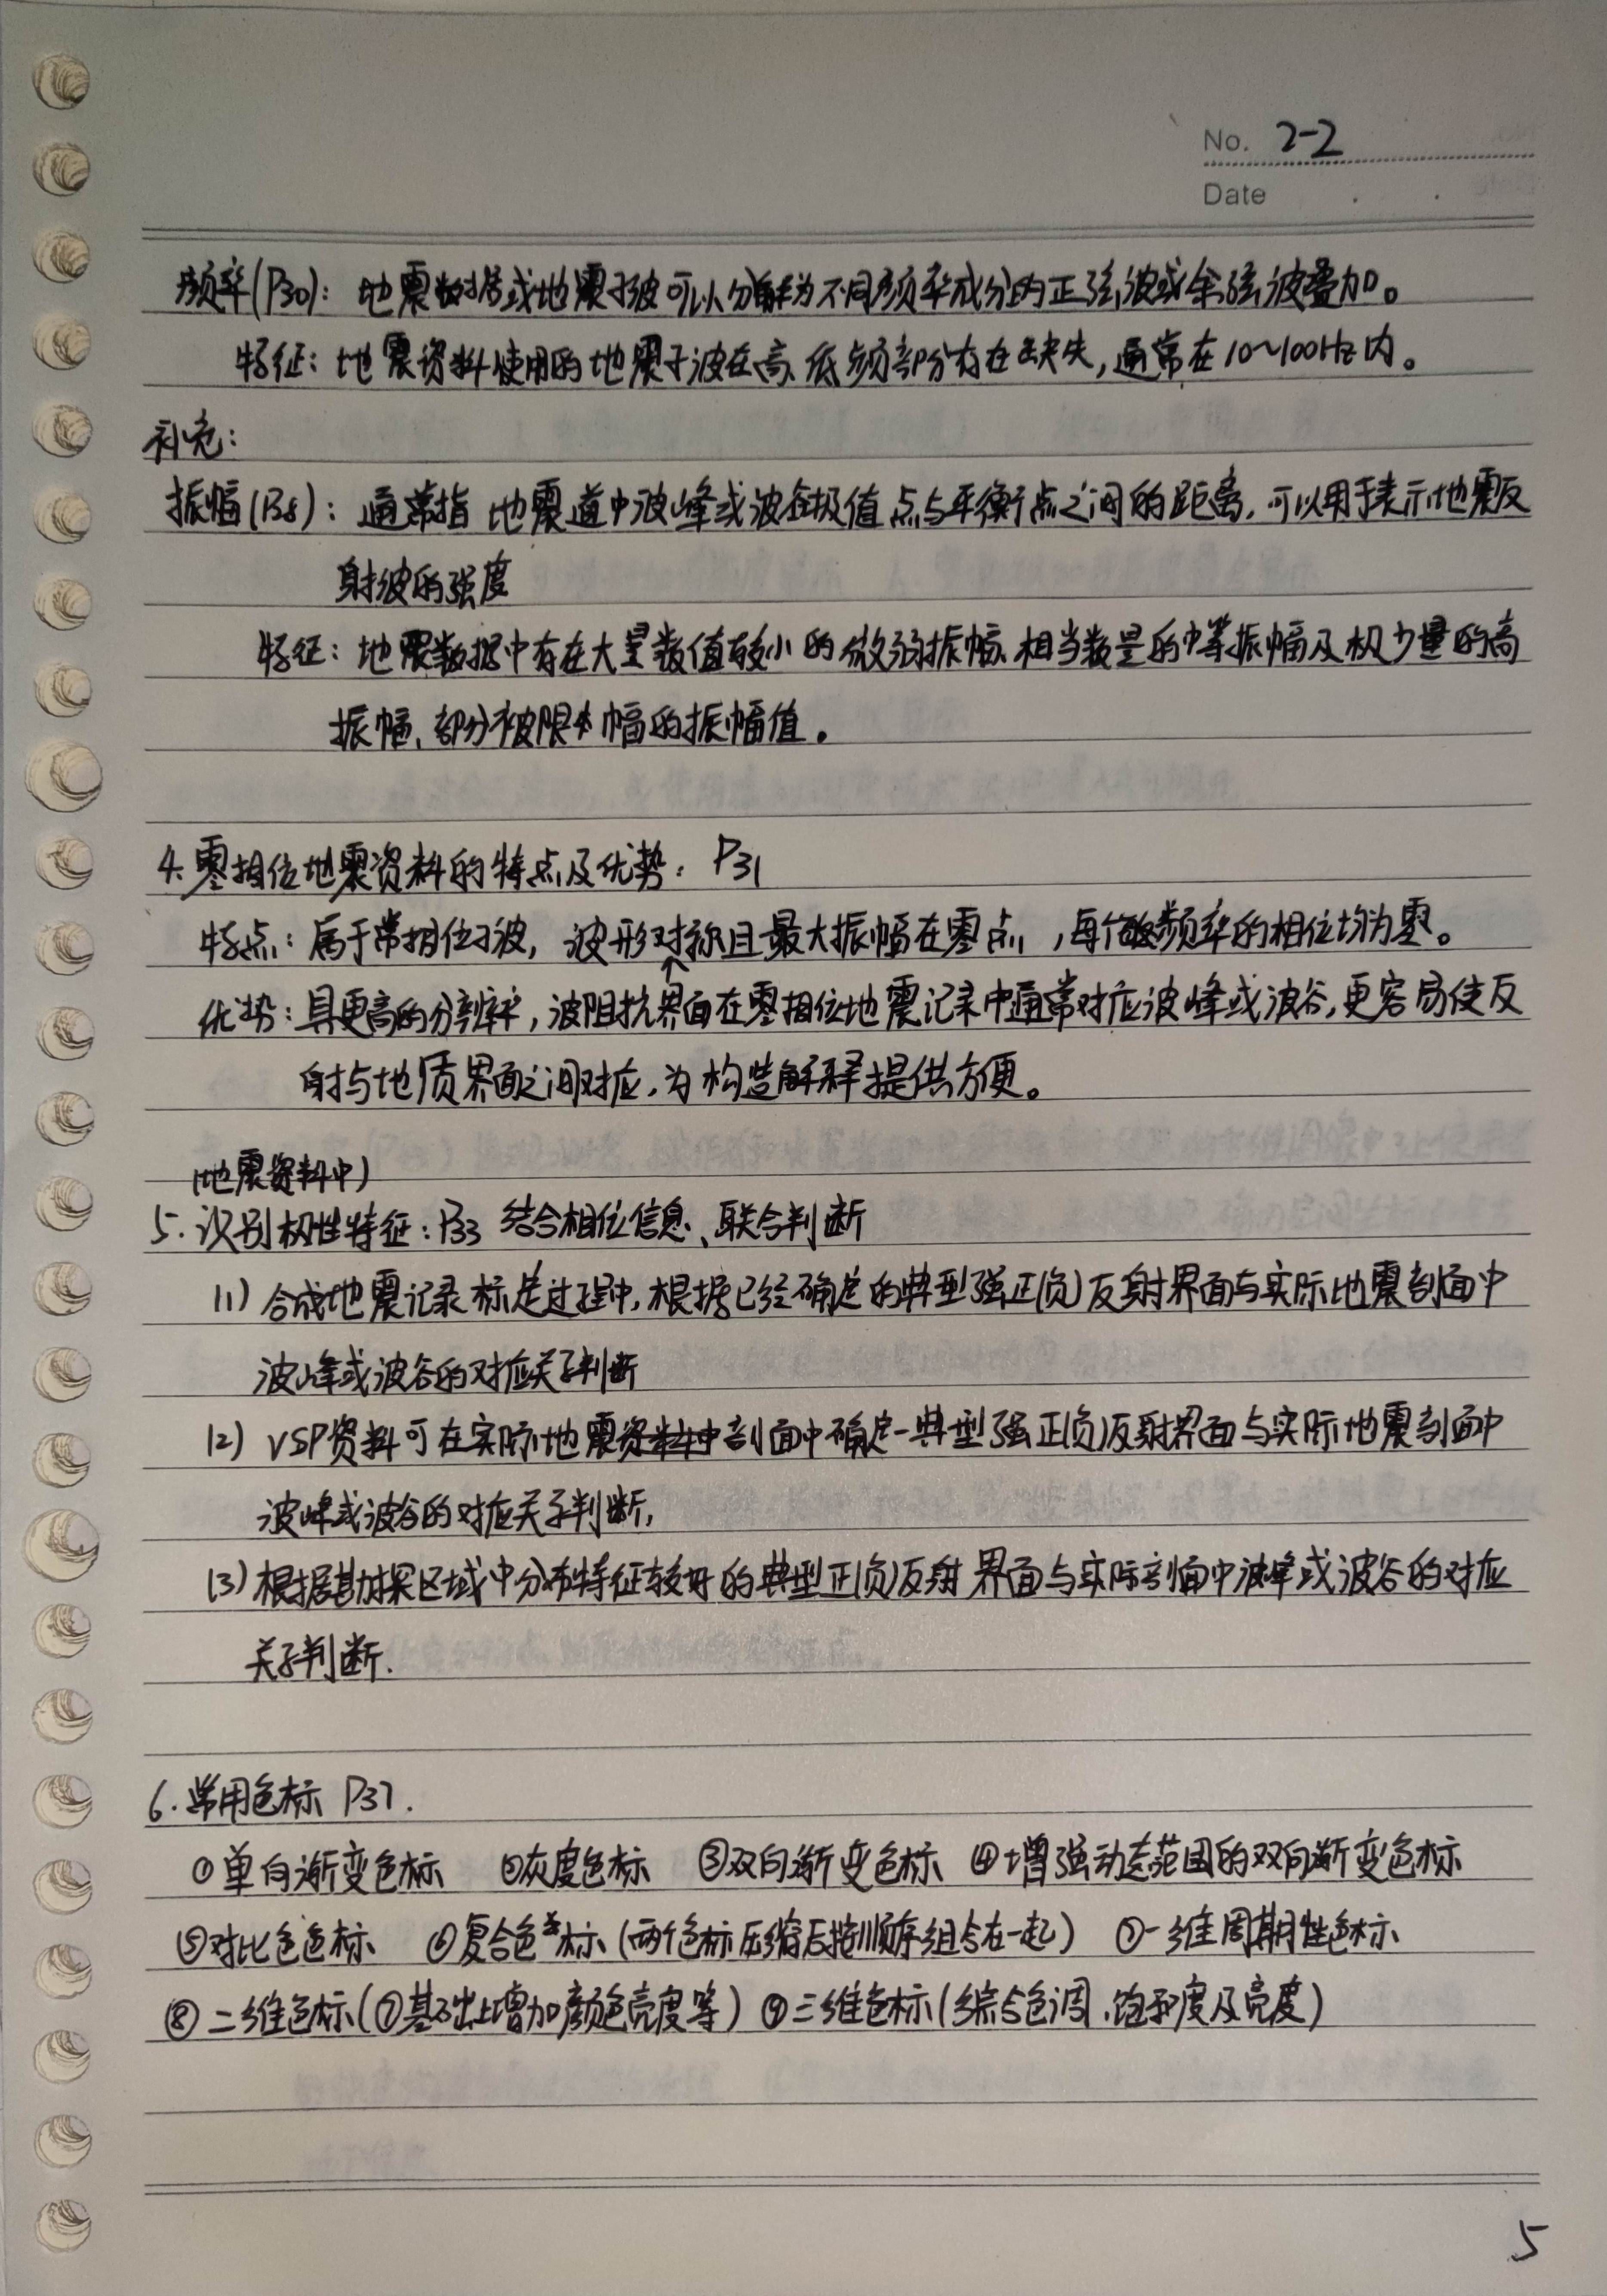 No. 2-2
Date
频率(P30):地震数据或地震子波可以分解为不同频率成分的正弦波或余弦波叠加。
特征:地震资料使用的地震子波在高、低频部分存在缺失,通常在10~100Hz内。
补充:
振幅(P28):通常指地震道中波峰或波谷极值点与平衡点之间的距离,可以用于表示地震反
射波的强度
特征:地震数据中存在大量数值较小的微弱振幅、相当数量的中等振幅及极少量的高
振幅、部分被限幅的振幅值。
4.零相位地震资料的特点及优势:P31
特点:属于常相位子波,波形对称且最大振幅在零点,每个频率的相位均为零。
优势:具更高的分辨率,波阻抗界面在零相位地震记录中通常对应波峰或波谷,更容易使反
射与地质界面之间对应,为构造解释提供方便。
(地震资料中)
5.识别极性特征:P33 结合相位信息、联合判断
(1)合成地震记录标定过程中,根据已经确定的典型强正(负)反射界面与实际地震剖面中
波峰或波谷的对应关系判断
(2)VSP资料可在实际地震剖面中确定一典型强正(负)反射界面与实际地震剖面中
波峰或波谷的对应关系判断,
(3)根据勘探区域中分布特征较好的典型正(负)反射界面与实际剖面中波峰或波谷的对应
关系判断.
6.常用色标 P37.
①单向渐变色标 ②灰度色标 ③双向渐变色标 ④增强动态范围的双向渐变色标
⑤对比色色标 ⑥复合色标(两个色标压缩后按顺序组合在一起) ⑦一维周期性色标
⑧二维色标(⑦基础上增加颜色亮度等) ⑨三维色标(综合色调、饱和度及亮度)
5